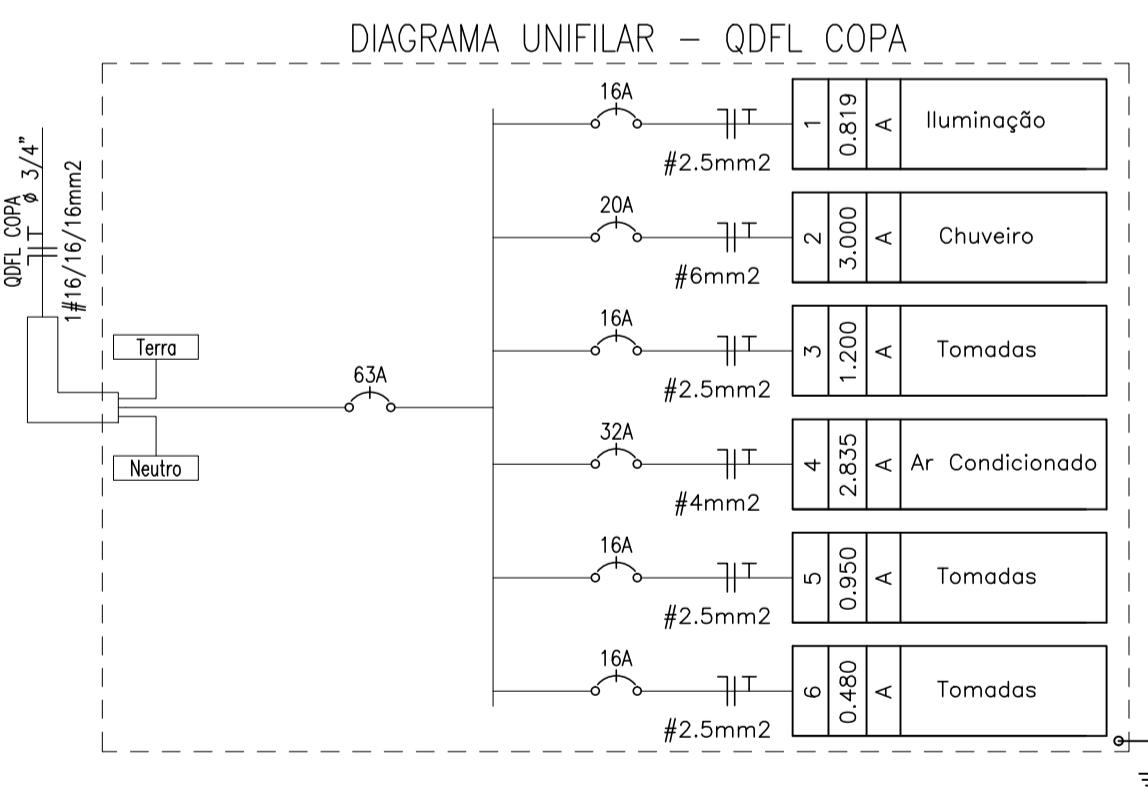 DIAGRAMA UNIFILAR – QDFL COPA
QDFL COPA
ø 3/4"
1#16/16/16mm2
Terra
Neutro
63A
16A
#2.5mm2
1
0.819
A
Iluminação
20A
#6mm2
2
3.000
A
Chuveiro
16A
#2.5mm2
3
1.200
A
Tomadas
32A
#4mm2
4
2.835
A
Ar Condicionado
16A
#2.5mm2
5
0.950
A
Tomadas
16A
#2.5mm2
6
0.480
A
Tomadas